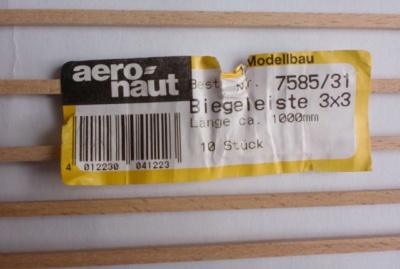 aero-
naut
Modellbau
Best. Nr. 7585/31
Biegeleiste 3x3
Länge ca. 1000mm
10 Stück
4 012230 041223